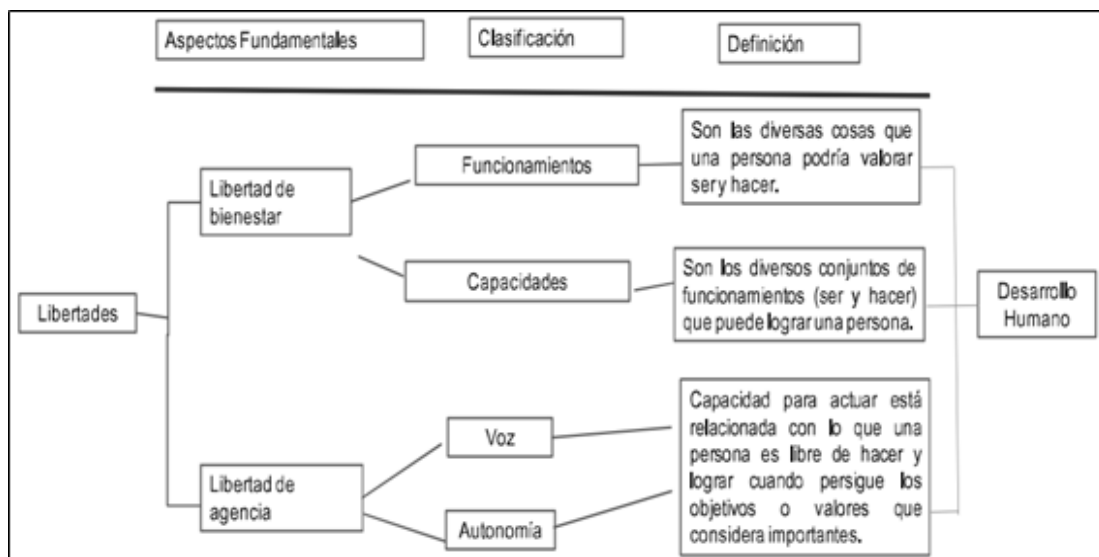 Aspectos Fundamentales
Clasificación
Definición
Libertades
Libertad de
bienestar
Funcionamientos
Son las diversas cosas que
una persona podría valorar
ser y hacer.
Capacidades
Son los diversos conjuntos de
funcionamientos (ser y hacer)
que puede lograr una persona.
Libertad de
agencia
Voz
Autonomía
Capacidad para actuar está
relacionada con lo que una
persona es libre de hacer y
lograr cuando persigue los
objetivos o valores que
considera importantes.
Desarrollo
Humano